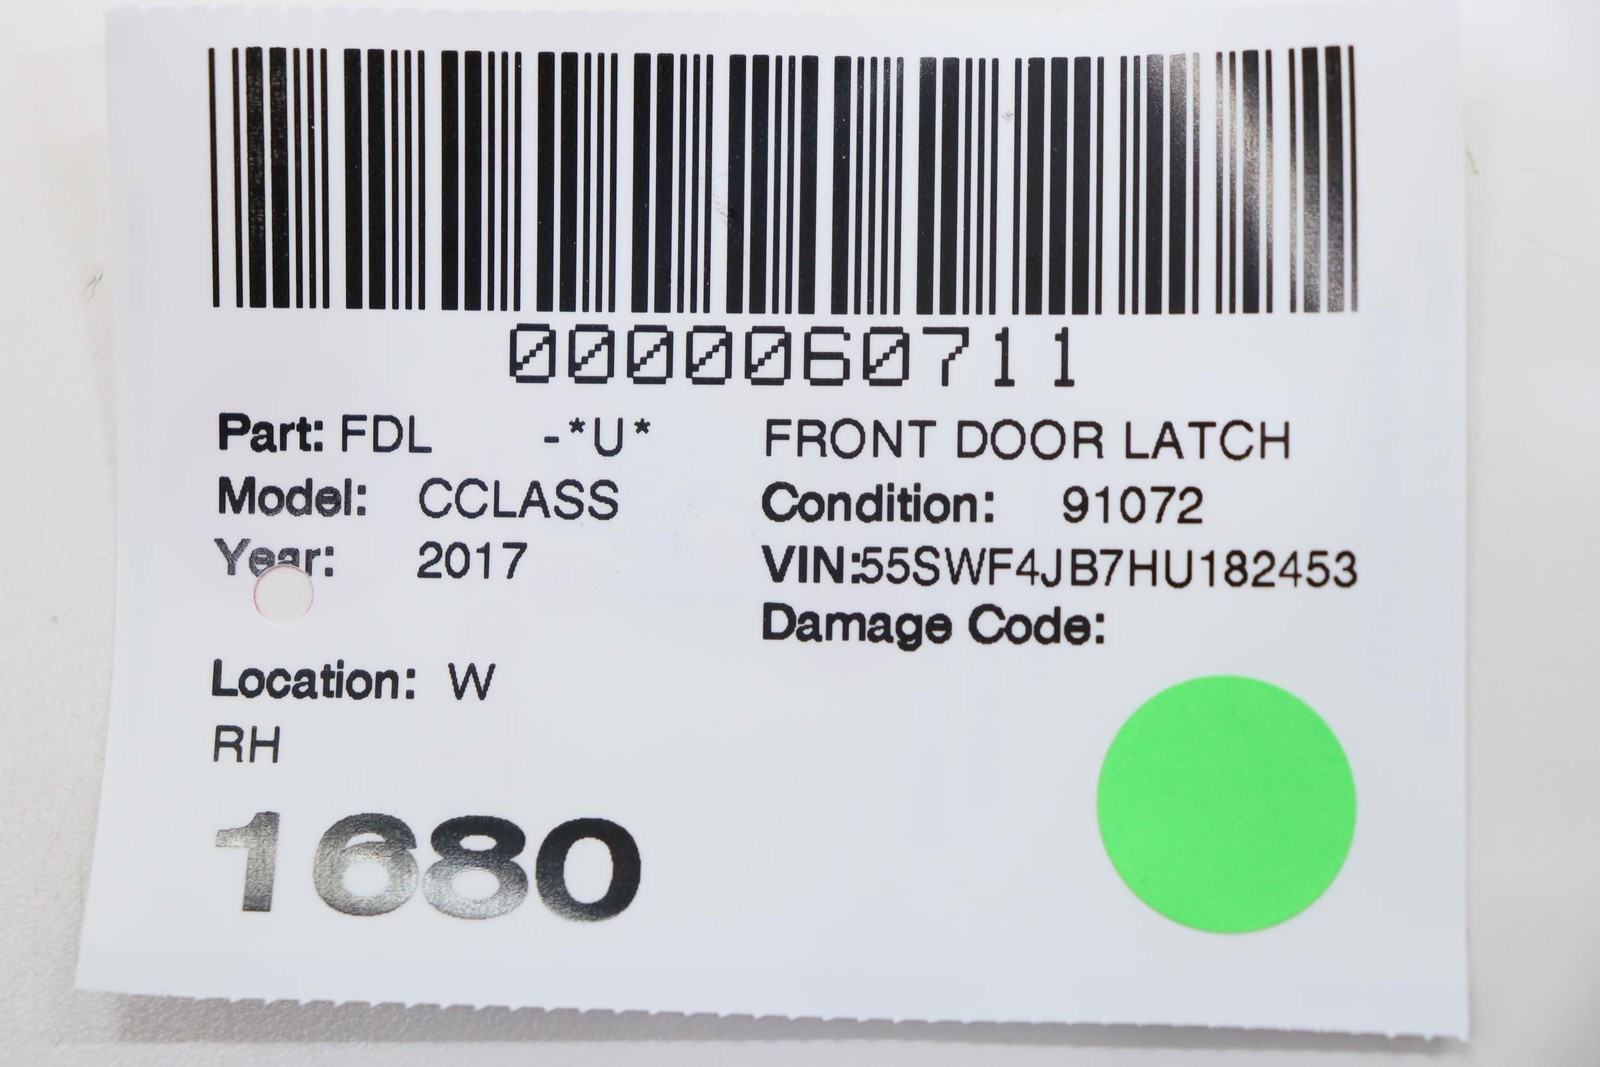 0000060711
Part: FDL -*U* FRONT DOOR LATCH
Model: CCLASS Condition: 91072
Year: 2017 VIN:55SWF4JB7HU182453
Damage Code:
Location: W
RH
1680